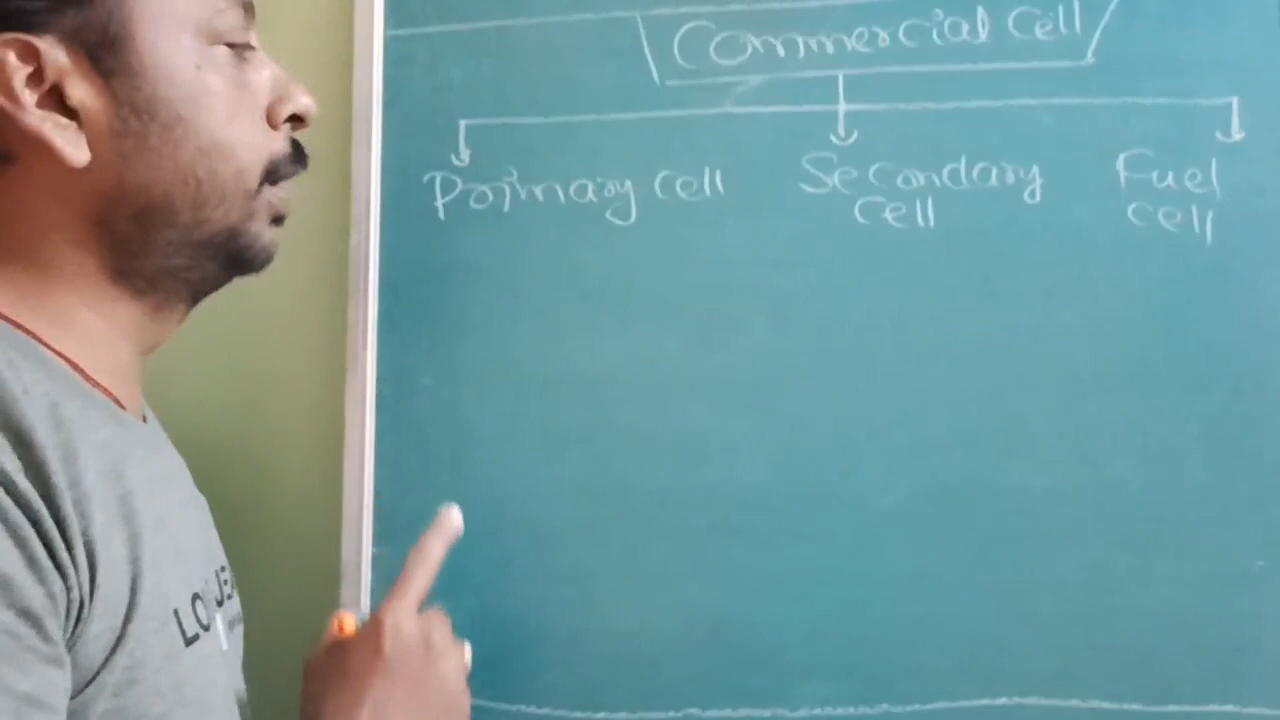 Commercial Cell
Primary cell
Secondary
cell
Fuel
cell